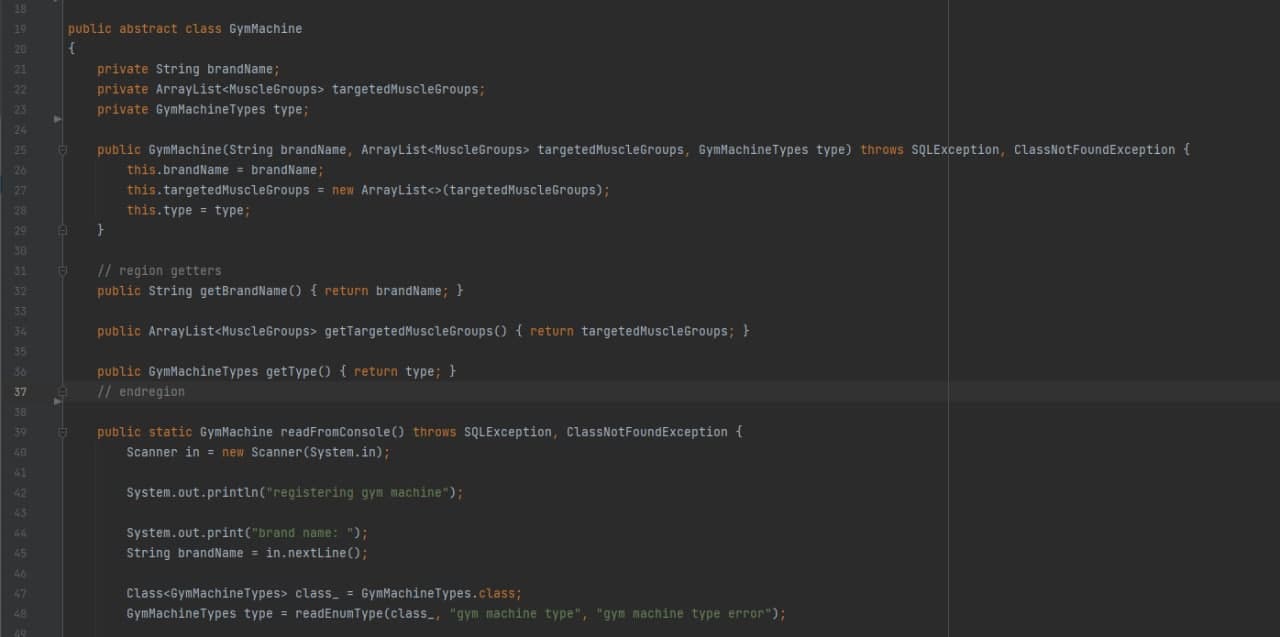 18
19 public abstract class GymMachine
20 {
21 private String brandName;
22 private ArrayList<MuscleGroups> targetedMuscleGroups;
23 private GymMachineTypes type;
24
25 public GymMachine(String brandName, ArrayList<MuscleGroups> targetedMuscleGroups, GymMachineTypes type) throws SQLException, ClassNotFoundException {
26 this.brandName = brandName;
27 this.targetedMuscleGroups = new ArrayList<>(targetedMuscleGroups);
28 this.type = type;
29 }
30
31 // region getters
32 public String getBrandName() { return brandName; }
33
34 public ArrayList<MuscleGroups> getTargetedMuscleGroups() { return targetedMuscleGroups; }
35
36 public GymMachineTypes getType() { return type; }
37 // endregion
38
39 public static GymMachine readFromConsole() throws SQLException, ClassNotFoundException {
40 Scanner in = new Scanner(System.in);
41
42 System.out.println("registering gym machine");
43
44 System.out.print("brand name: ");
45 String brandName = in.nextLine();
46
47 Class<GymMachineTypes> class_ = GymMachineTypes.class;
48 GymMachineTypes type = readEnumType(class_, "gym machine type", "gym machine type error");
49